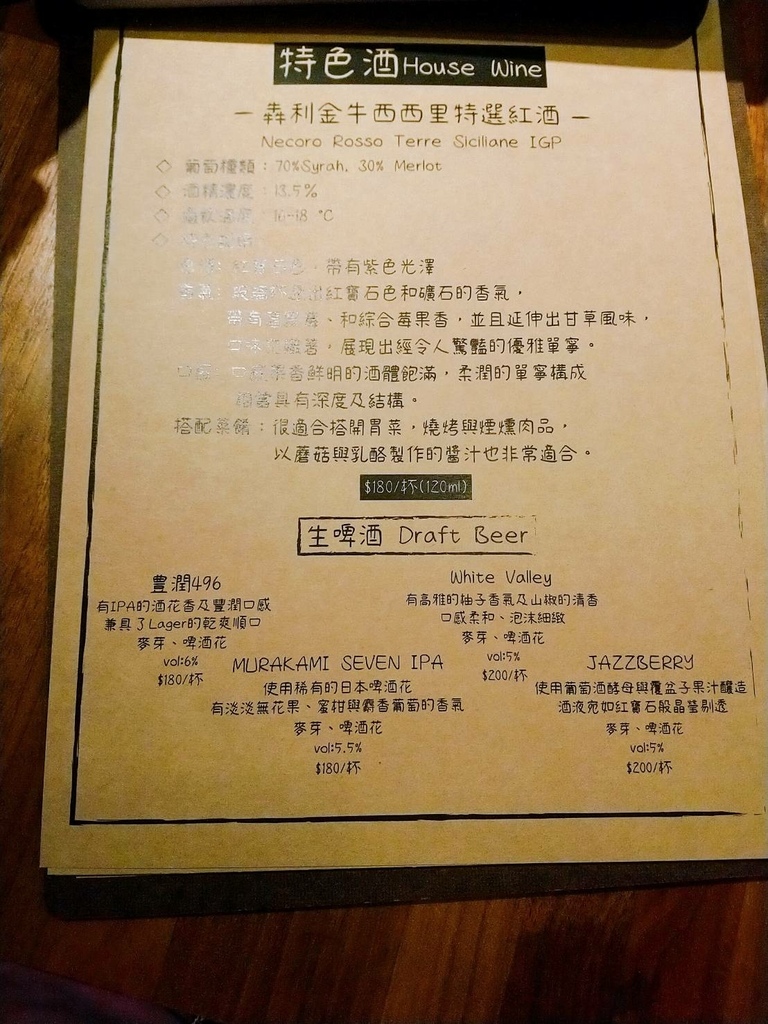 特色酒House Wine
－犇利金牛西西里特選紅酒－
Necoro Rosso Terre Siciliane IGP
◇ 葡萄種類：70%Syrah, 30% Merlot
◇ 酒精濃度：13.5%
◇ 適飲溫度：16-18 °C
帶有紫色光澤
紅寶石色和礦石的香氣，
、和綜合莓果香，並且延伸出甘草風味，
展現出經令人驚豔的優雅單寧。
香鮮明的酒體飽滿，柔潤的單寧構成
具有深度及結構。
搭配菜餚：很適合搭開胃菜，燒烤與煙燻肉品，
以蘑菇與乳酪製作的醬汁也非常適合。
$180/杯(120ml)
生啤酒 Draft Beer
豊潤496
有IPA的酒花香及豐潤口感
兼具了Lager的乾爽順口
麥芽、啤酒花
vol:6%
$180/杯
White Valley
有高雅的柚子香氣及山椒的清香
口感柔和、泡沫細緻
麥芽、啤酒花
vol:5%
$200/杯
MURAKAMI SEVEN IPA
使用稀有的日本啤酒花
有淡淡無花果、蜜柑與麝香葡萄的香氣
麥芽、啤酒花
vol:5.5%
$180/杯
JAZZBERRY
使用葡萄酒酵母與覆盆子果汁釀造
酒液宛如紅寶石般晶瑩剔透
麥芽、啤酒花
vol:5%
$200/杯